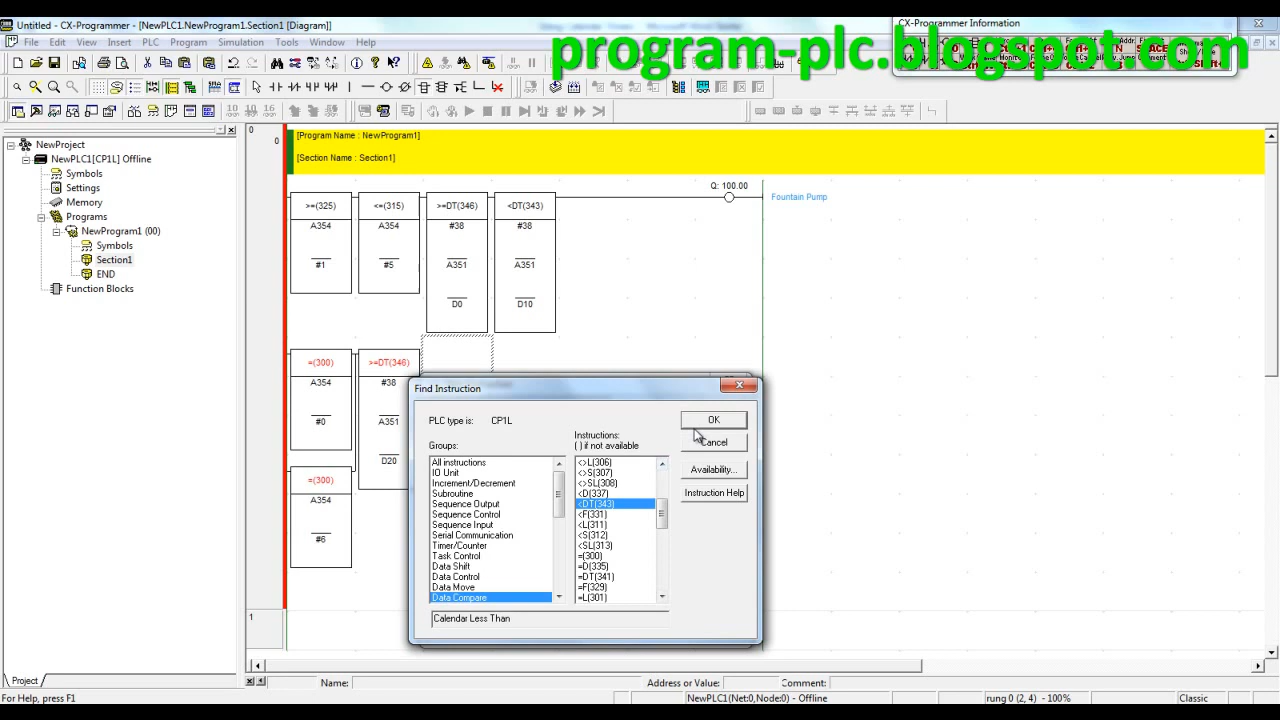 Untitled - CX-Programmer - [NewPLC1.NewProgram1.Section1 [Diagram]]
CX-Programmer Information
File Edit View Insert PLC Program Simulation Tools Window Help
program-plc.blogspot.com
NewProject
NewPLC1[CP1L] Offline
Symbols
Settings
Memory
Programs
NewProgram1 (00)
Symbols
Section1
END
Function Blocks
Project
0
0
[Program Name : NewProgram1]
[Section Name : Section1]
Q: 100.00
Fountain Pump
>=(325) <=(315) >=DT(346) <DT(343)
A354 A354 #38 #38
#1 #5 A351 A351
D0 D10
=(300) >=DT(346)
A354 #38
#0 A351
D20
=(300)
A354
#6
1
Find Instruction
PLC type is: CP1L
OK
Cancel
Availability...
Instruction Help
Groups:
All instructions
IO Unit
Increment/Decrement
Subroutine
Sequence Output
Sequence Control
Sequence Input
Serial Communication
Timer/Counter
Task Control
Data Shift
Data Control
Data Move
Data Compare
Instructions:
( ) if not available
<>L(306)
<>S(307)
<>SL(308)
<D(337)
<DT(343)
<F(331)
<L(311)
<S(312)
<SL(313)
=(300)
=D(335)
=DT(341)
=F(329)
=L(301)
Calendar Less Than
Name: Address or Value: Comment:
For Help, press F1
NewPLC1(Net:0,Node:0) - Offline
rung 0 (2, 4) - 100%
Classic